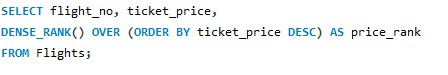 SELECT flight_no, ticket_price,
DENSE_RANK() OVER (ORDER BY ticket_price DESC) AS price_rank
FROM Flights;